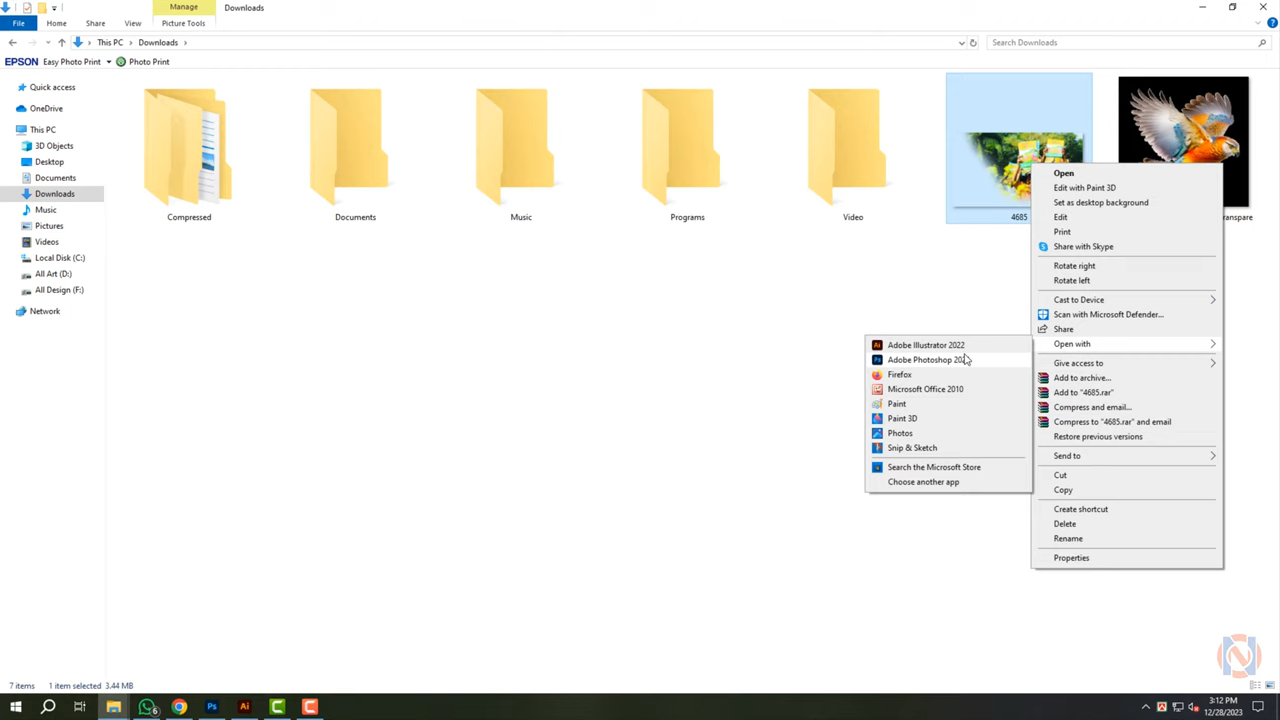 Manage
Downloads
File
Home
Share
View
Picture Tools
This PC
Downloads
Search Downloads
EPSON
Easy Photo Print
Photo Print
Quick access
OneDrive
This PC
3D Objects
Desktop
Documents
Downloads
Music
Pictures
Videos
Local Disk (C:)
All Art (D:)
All Design (F:)
Network
Compressed
Documents
Music
Programs
Video
4685
Open
Edit with Paint 3D
Set as desktop background
Edit
Print
Share with Skype
Rotate right
Rotate left
Cast to Device
Scan with Microsoft Defender...
Share
Open with
Give access to
Add to archive...
Add to "4685.rar"
Compress and email...
Compress to "4685.rar" and email
Restore previous versions
Send to
Cut
Copy
Create shortcut
Delete
Rename
Properties
Adobe Illustrator 2022
Adobe Photoshop
Firefox
Microsoft Office 2010
Paint
Paint 3D
Photos
Snip & Sketch
Search the Microsoft Store
Choose another app
7 items
1 item selected
3.44 MB
Ps
Ai
3:12 PM
12/28/2023